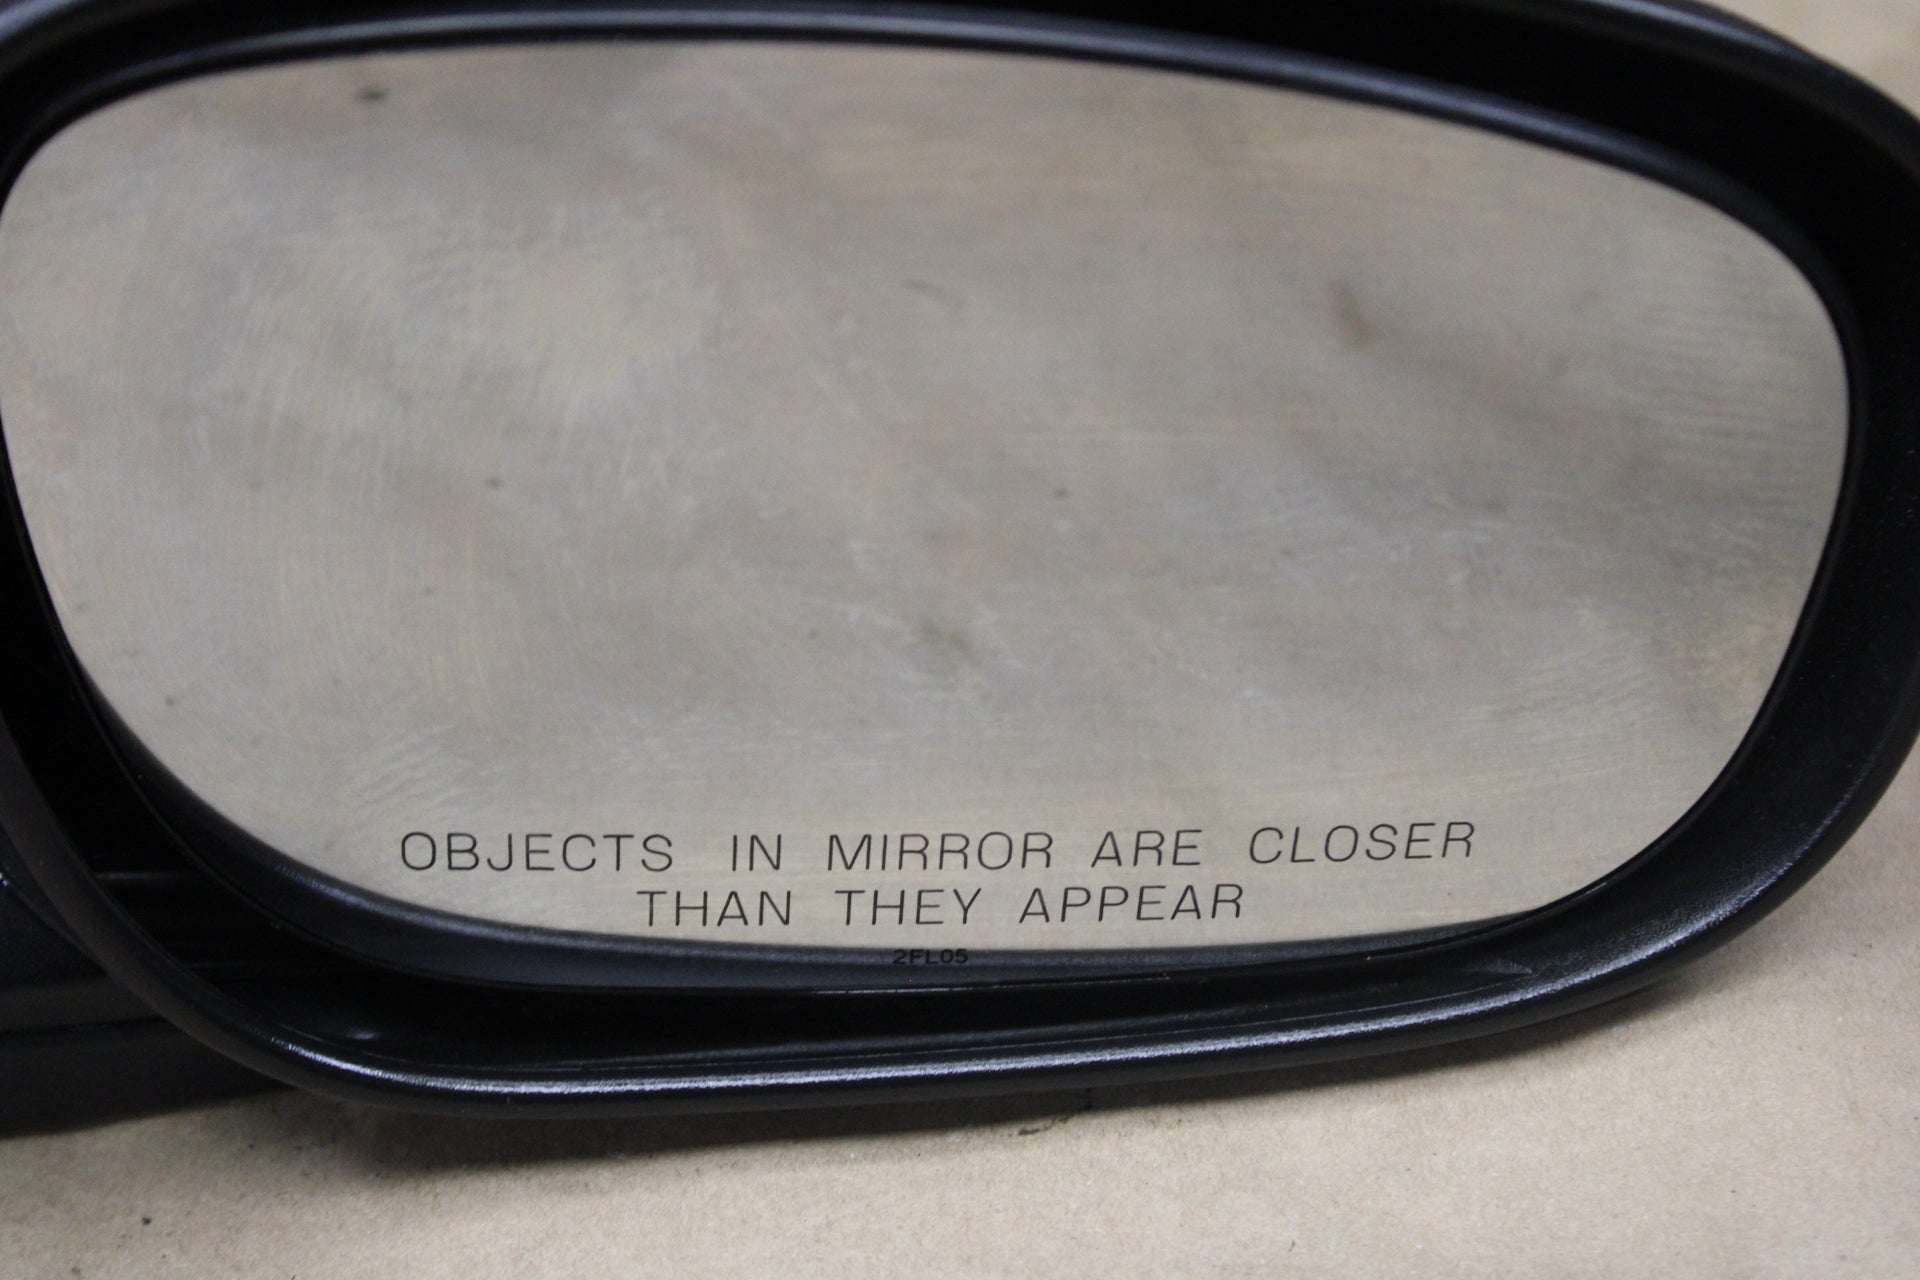 OBJECTS IN MIRROR ARE CLOSER
THAN THEY APPEAR
2FL05